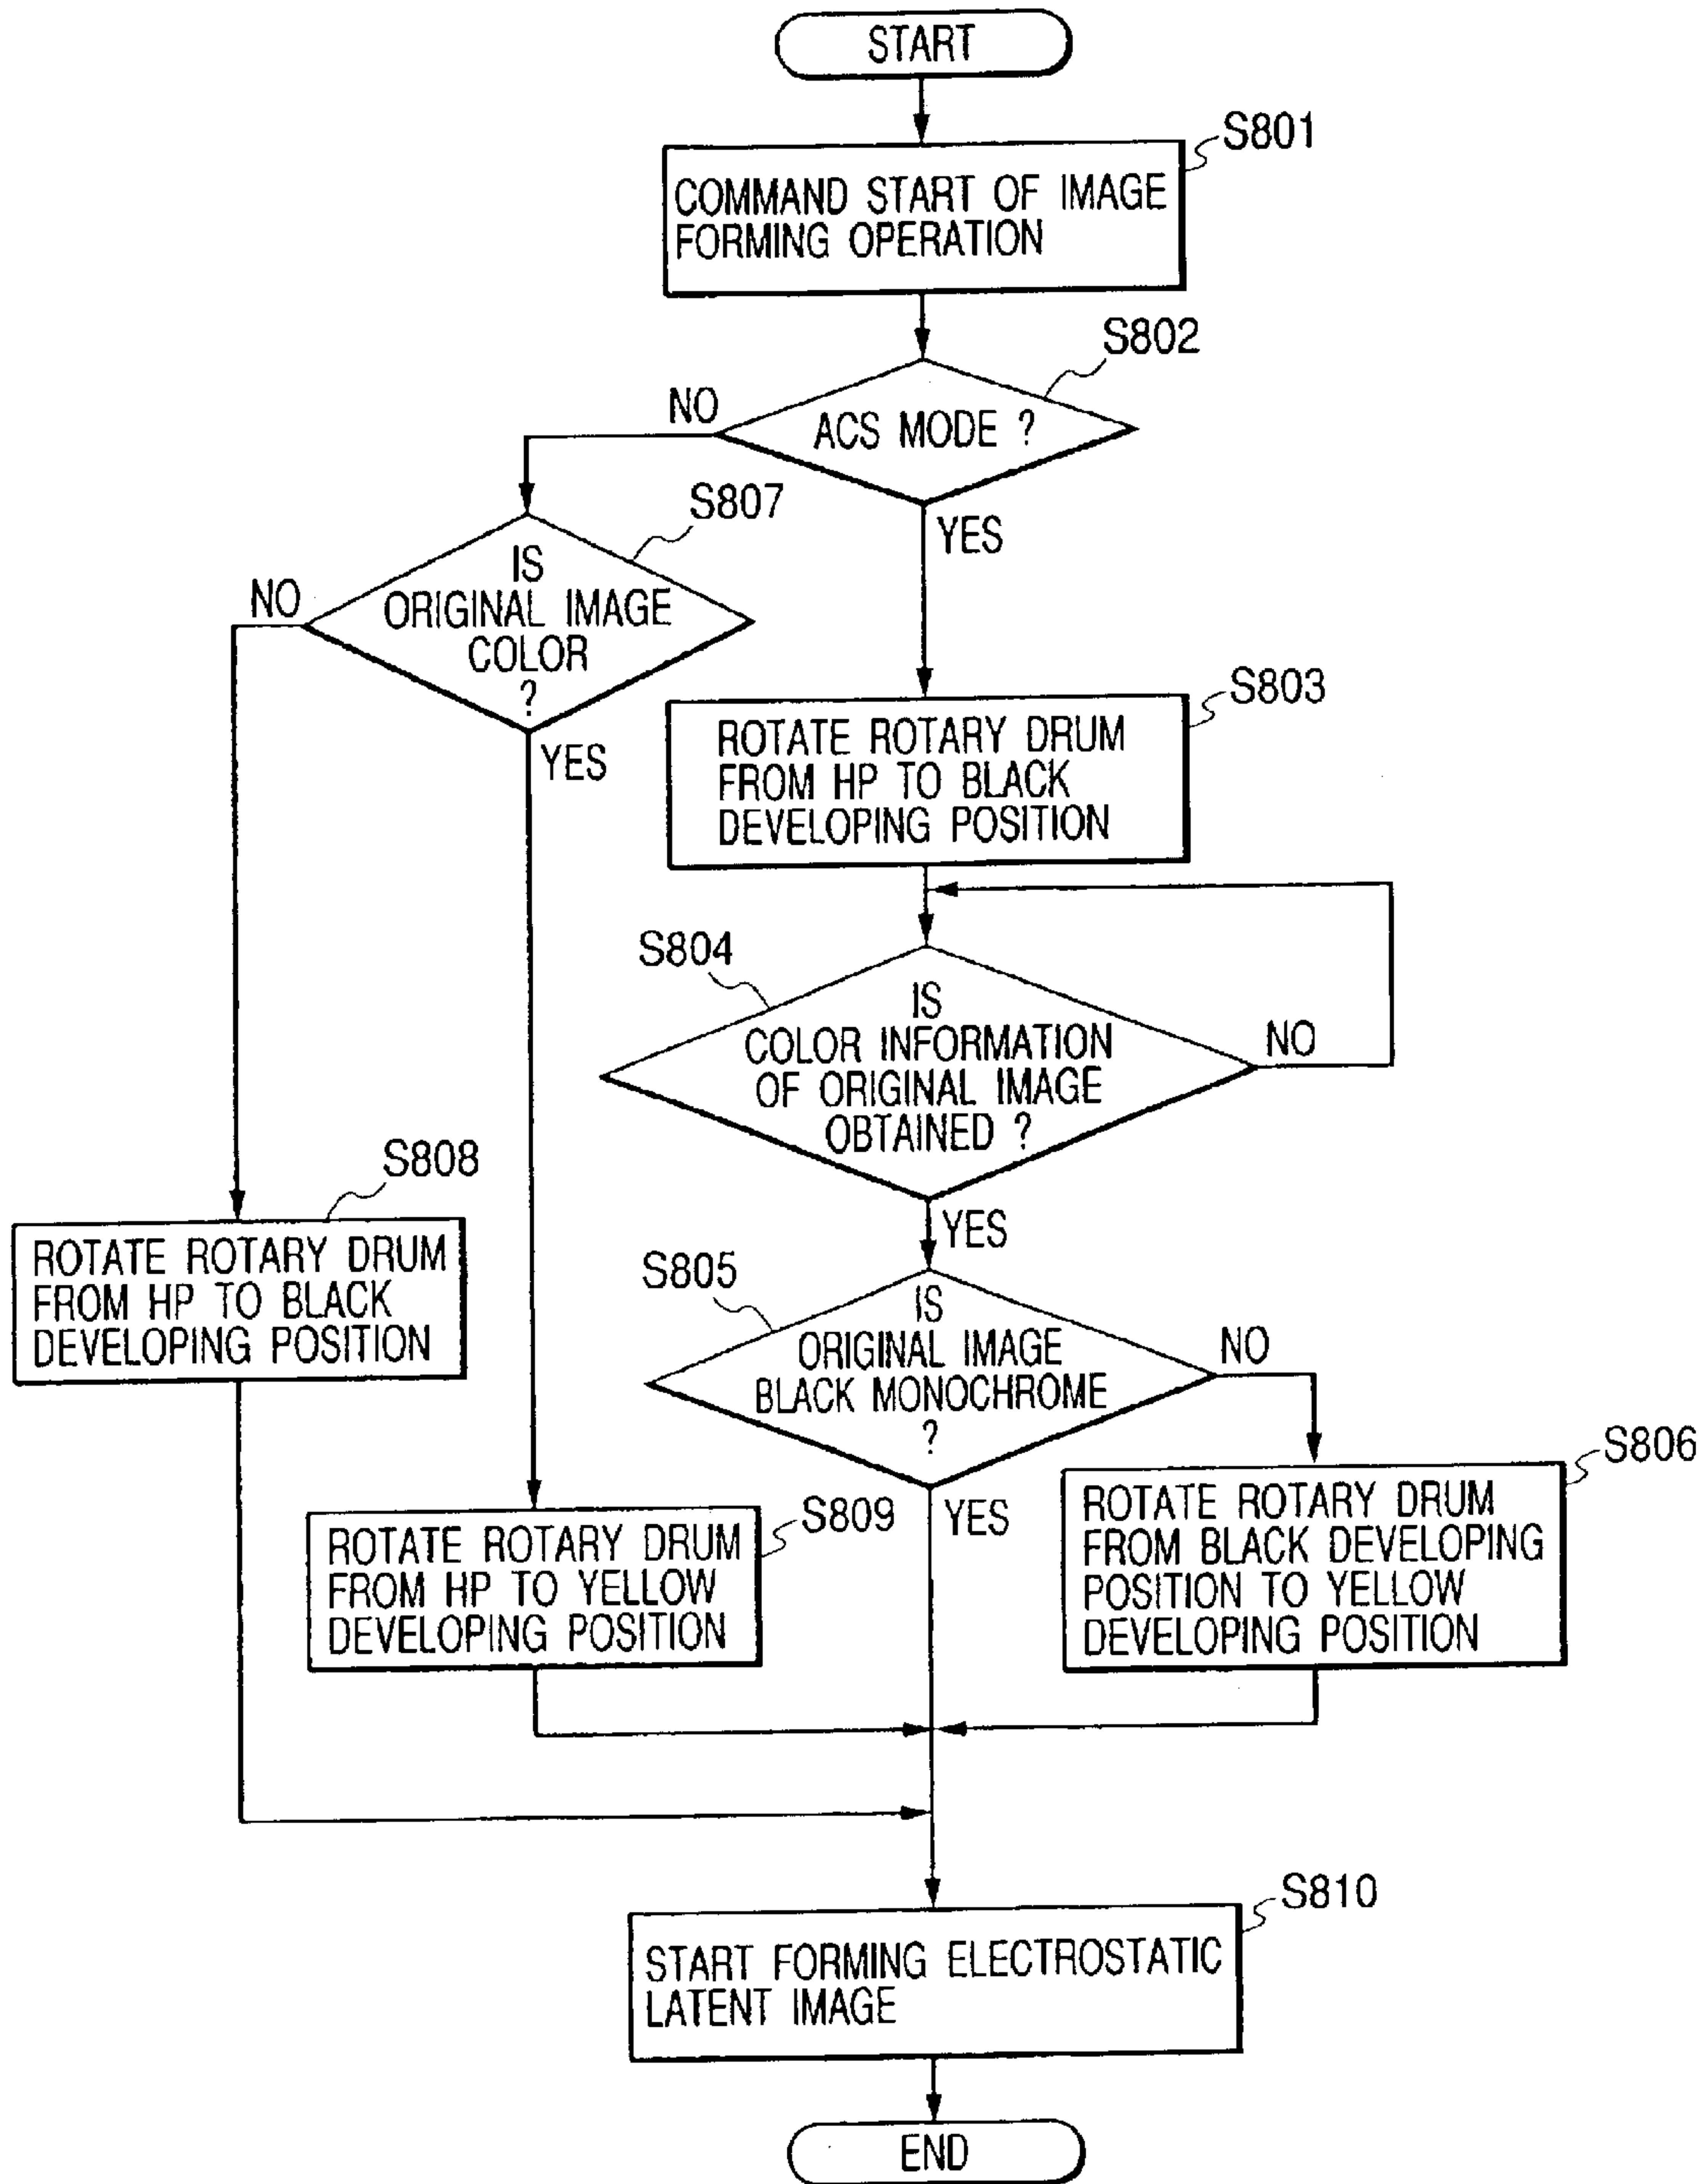 START
S801
COMMAND START OF IMAGE
FORMING OPERATION
S802
ACS MODE ?
NO
YES
S807
IS
ORIGINAL IMAGE
COLOR
?
NO
YES
S803
ROTATE ROTARY DRUM
FROM HP TO BLACK
DEVELOPING POSITION
S804
IS
COLOR INFORMATION
OF ORIGINAL IMAGE
OBTAINED ?
NO
YES
S808
ROTATE ROTARY DRUM
FROM HP TO BLACK
DEVELOPING POSITION
S805
IS
ORIGINAL IMAGE
BLACK MONOCHROME
?
NO
YES
S806
ROTATE ROTARY DRUM
FROM BLACK DEVELOPING
POSITION TO YELLOW
DEVELOPING POSITION
S809
ROTATE ROTARY DRUM
FROM HP TO YELLOW
DEVELOPING POSITION
S810
START FORMING ELECTROSTATIC
LATENT IMAGE
END